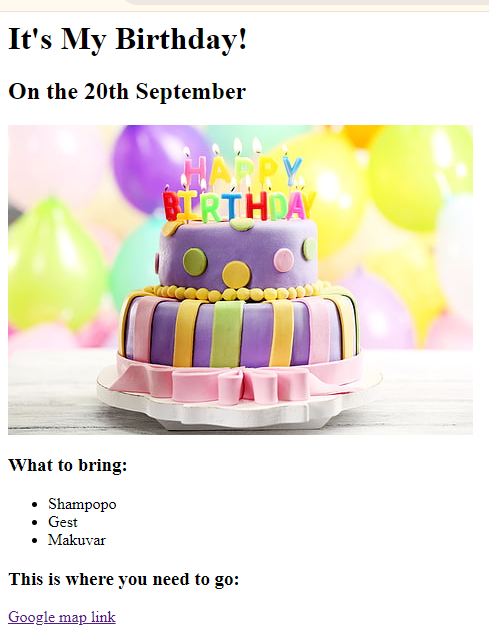 It's My Birthday!
On the 20th September
HAPPY
BIRTHDAY
What to bring:
Shampopo
Gest
Makuvar
This is where you need to go:
Google map link